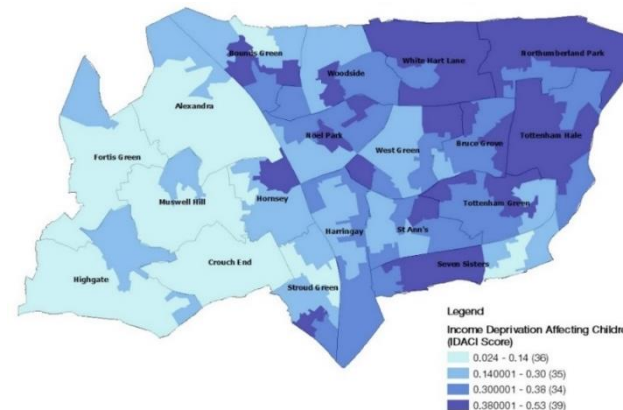 Bounds Green
White Hart Lane
Northumberland Park
Woodside
Alexandra
Noel Park
Tottenham Hale
Bruce Grove
West Green
Fortis Green
Muswell Hill
Hornsey
Tottenham Green
Harringay
St Ann's
Seven Sisters
Crouch End
Highgate
Stroud Green
Legend
Income Deprivation Affecting Childre
(IDACI Score)
0.024 - 0.14 (36)
0.140001 - 0.30 (35)
0.300001 - 0.38 (34)
0.380001 - 0.53 (39)